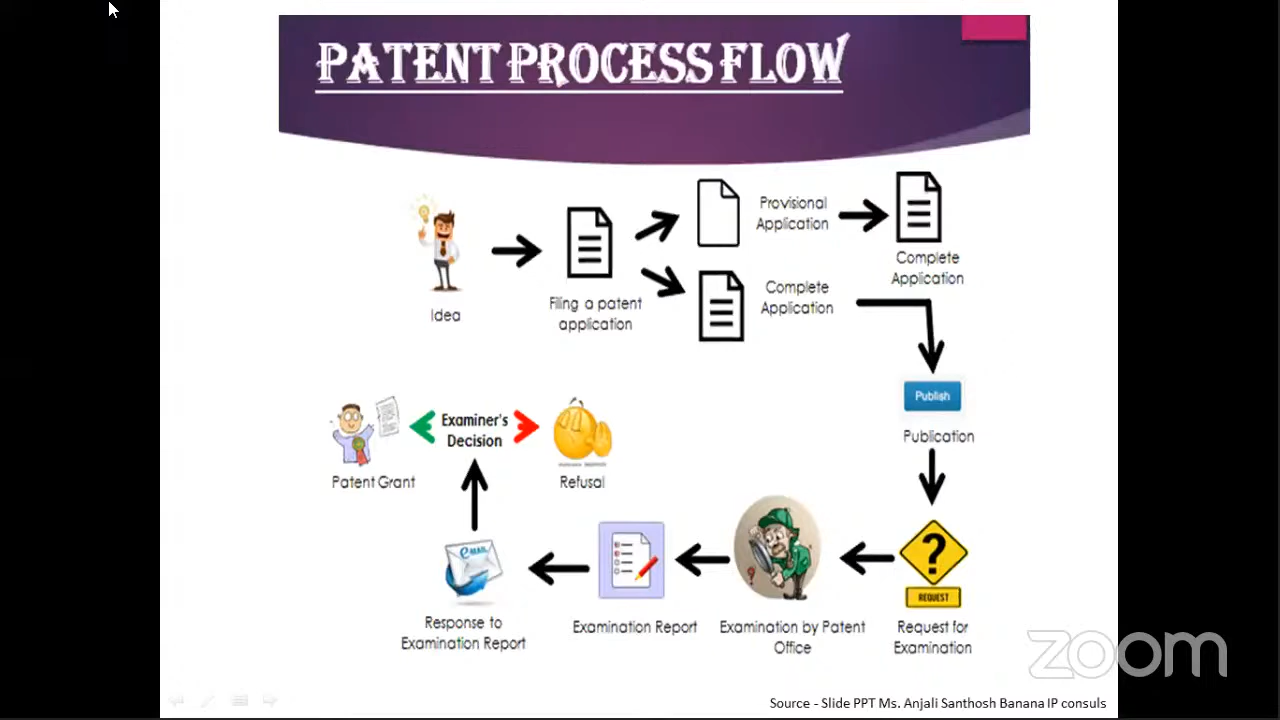 PATENT PROCESS FLOW
Provisional
Application
Complete
Application
Idea
Filing a patent
application
Complete
Application
Publish
Publication
Examiner's
Decision
Patent Grant
Refusal
e-MAIL
?
REQUEST
Response to
Examination Report
Examination Report
Examination by Patent
Office
Request for
Examination
zoom
Source - Slide PPT Ms. Anjali Santhosh Banana IP consuls